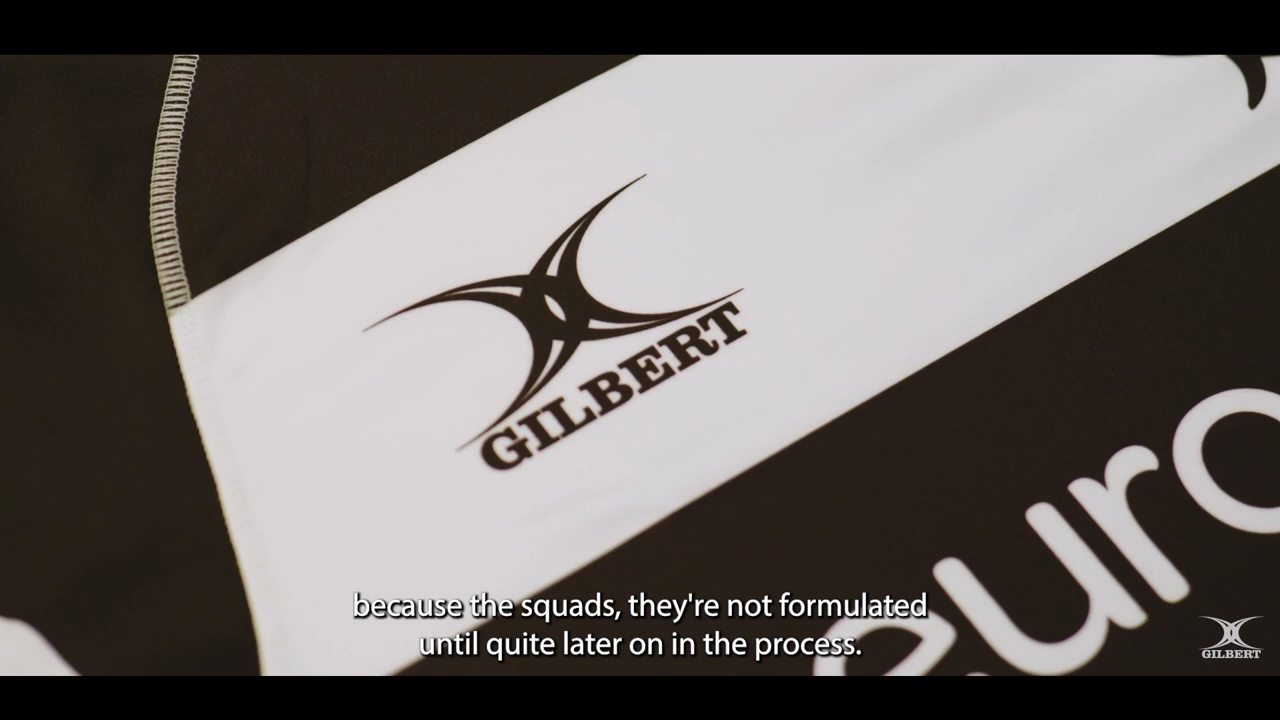 GILBERT
euro
because the squads, they're not formulated
until quite later on in the process.
GILBERT